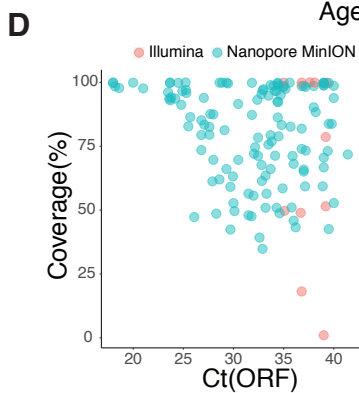 Age
D
Illumina Nanopore MinION
100
75
50
25
0
Coverage(%)
20 25 30 35 40
Ct(ORF)